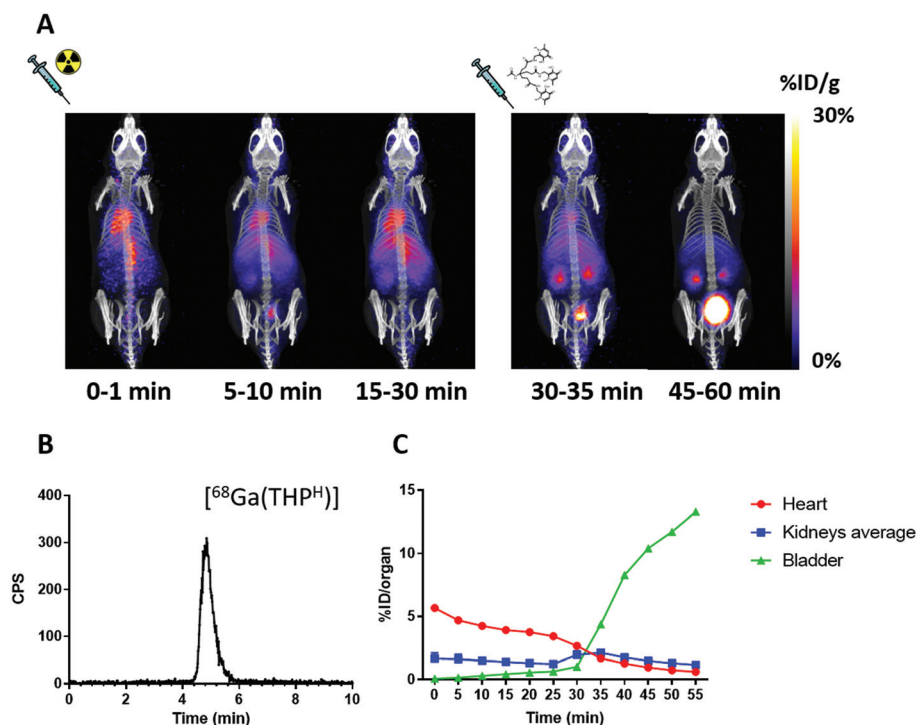 A
%ID/g
30%
0%
0-1 min
5-10 min
15-30 min
30-35 min
45-60 min
B
[⁶⁸Ga(THPᴴ)]
400
300
200
100
0
CPS
0 2 4 6 8 10
Time (min)
C
15
10
5
0
%ID/organ
0 5 10 15 20 25 30 35 40 45 50 55
Time (min)
Heart
Kidneys average
Bladder